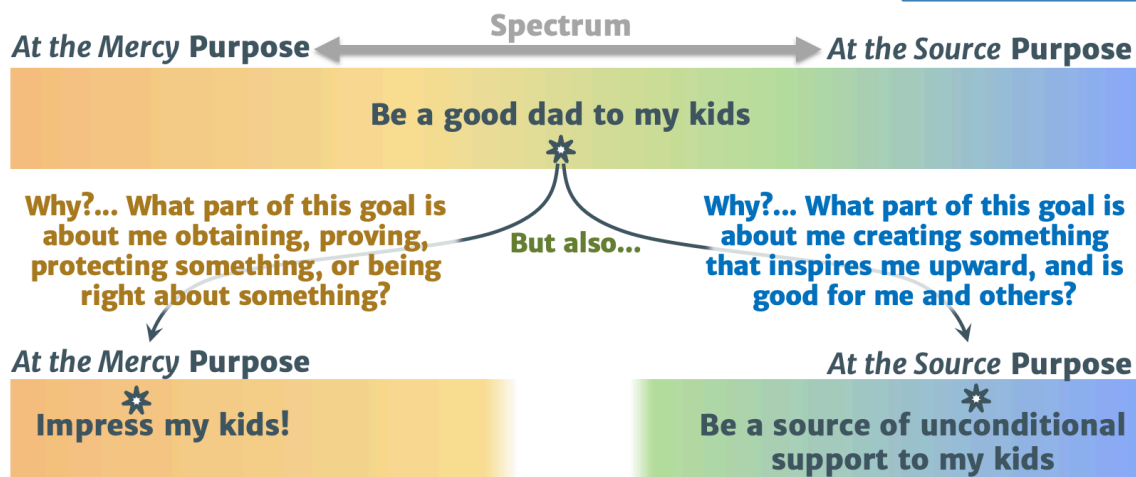 Spectrum
At the Mercy Purpose
At the Source Purpose
Be a good dad to my kids
Why?... What part of this goal is
about me obtaining, proving,
protecting something, or being
right about something?
But also...
Why?... What part of this goal is
about me creating something
that inspires me upward, and is
good for me and others?
At the Mercy Purpose
Impress my kids!
At the Source Purpose
Be a source of unconditional
support to my kids